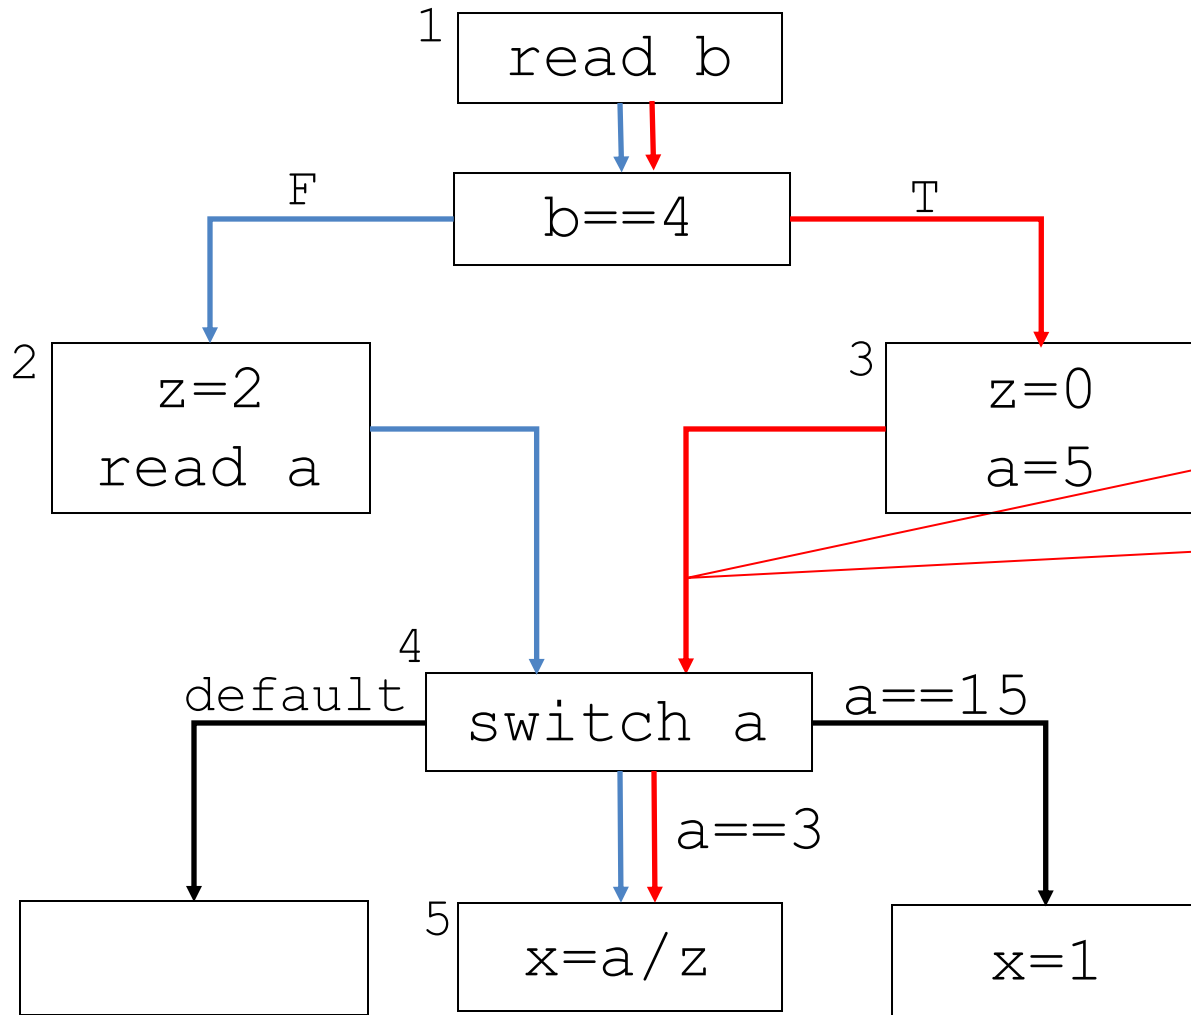 1
read b
F
b==4
T
2
z=2
read a
3
z=0
a=5
4
default
switch a
a==15
a==3
5
x=a/z
x=1